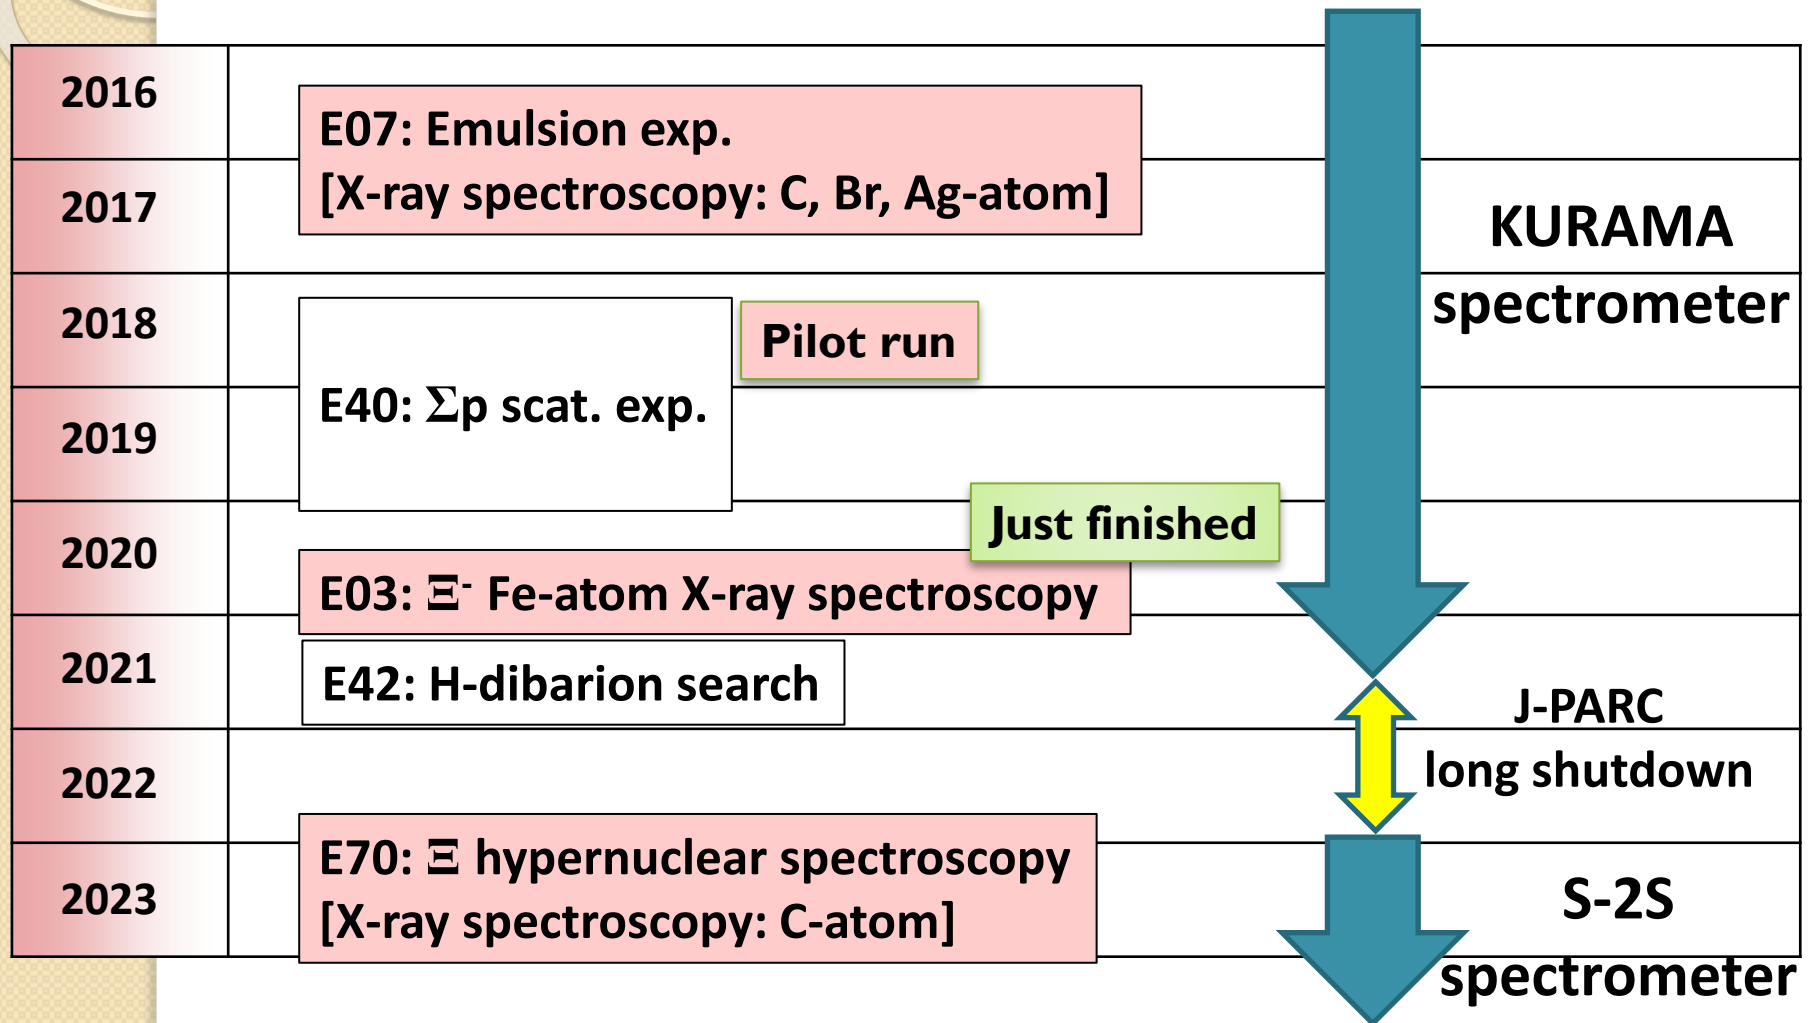 2016
E07: Emulsion exp.
[X-ray spectroscopy: C, Br, Ag-atom]
2017
KURAMA
spectrometer
2018
Pilot run
E40: Σp scat. exp.
2019
Just finished
2020
E03: Ξ⁻ Fe-atom X-ray spectroscopy
2021
E42: H-dibarion search
J-PARC
long shutdown
2022
E70: Ξ hypernuclear spectroscopy
[X-ray spectroscopy: C-atom]
2023
S-2S
spectrometer